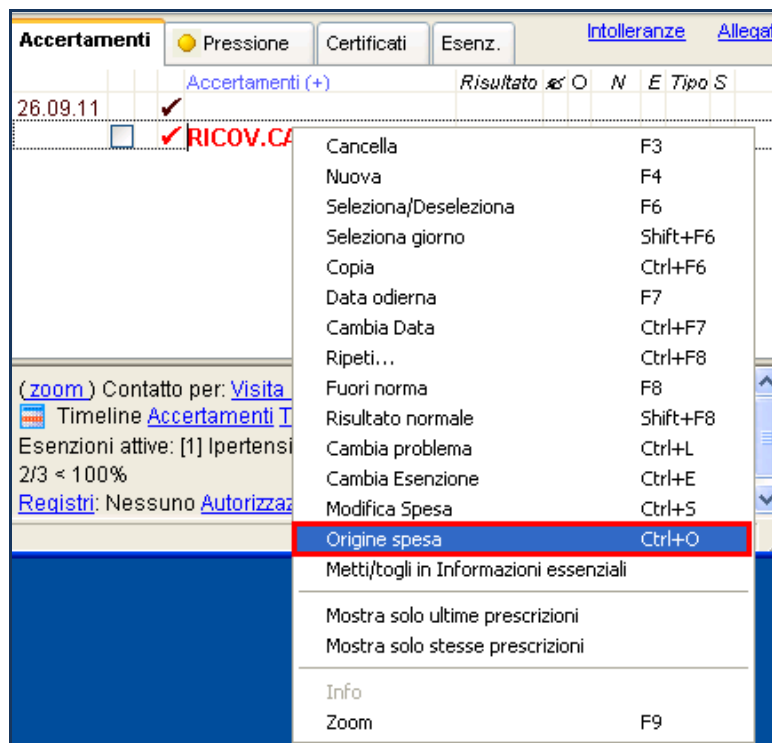 Intolleranze Allegat
Accertamenti Pressione Certificati Esenz.
Accertamenti (+) Risultato O N E Tipo S
26.09.11
RICOV.CA
Cancella F3
Nuova F4
Seleziona/Deseleziona F6
Seleziona giorno Shift+F6
Copia Ctrl+F6
Data odierna F7
Cambia Data Ctrl+F7
Ripeti... Ctrl+F8
Fuori norma F8
Risultato normale Shift+F8
Cambia problema Ctrl+L
Cambia Esenzione Ctrl+E
Modifica Spesa Ctrl+S
Origine spesa Ctrl+O
Metti/togli in Informazioni essenziali
Mostra solo ultime prescrizioni
Mostra solo stesse prescrizioni
Info
Zoom F9
( zoom ) Contatto per: Visita
Timeline Accertamenti T
Esenzioni attive: [1] Ipertensi
2/3 < 100%
Registri: Nessuno Autorizzaz